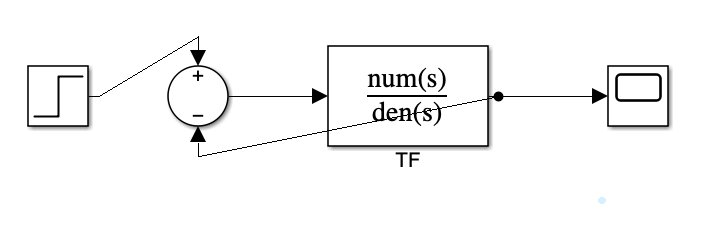 +
num(s)
den(s)
−
TF